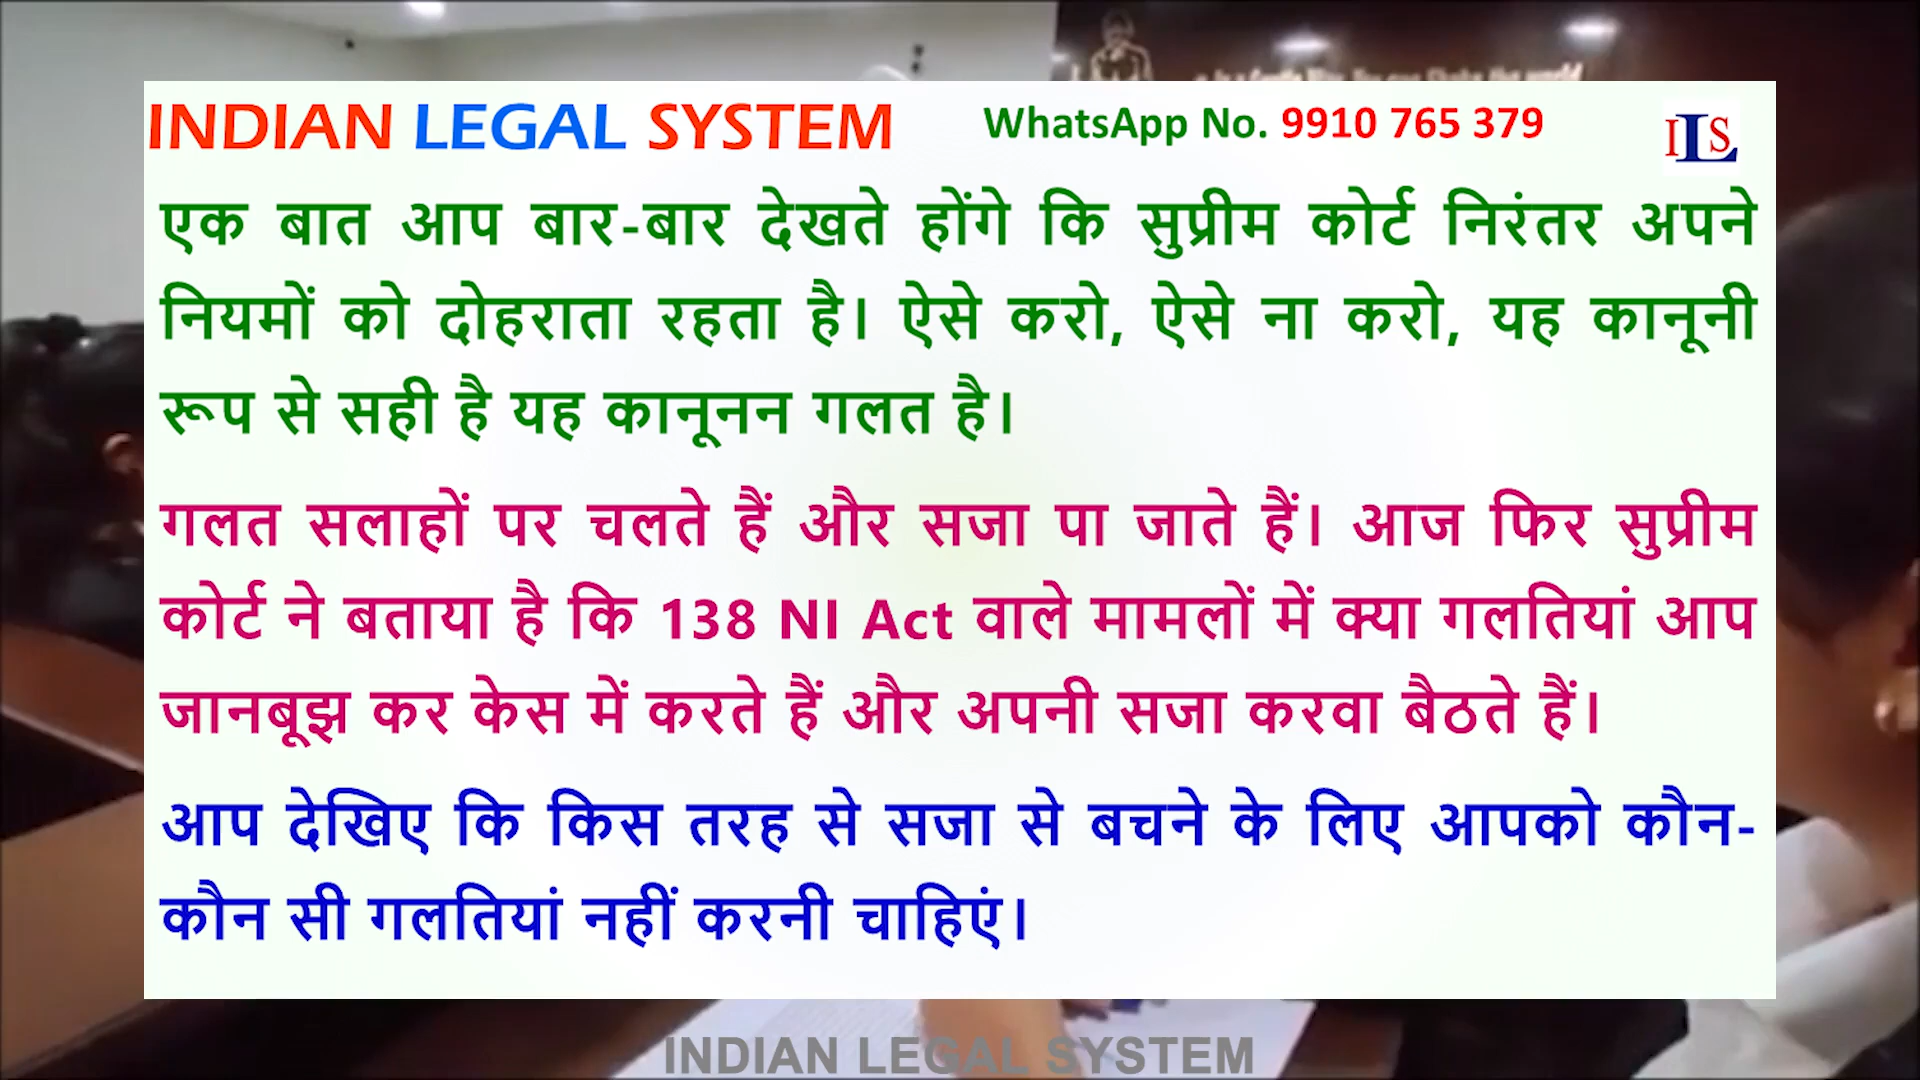 INDIAN LEGAL SYSTEM WhatsApp No. 9910 765 379 ILS
एक बात आप बार-बार देखते होंगे कि सुप्रीम कोर्ट निरंतर अपने
नियमों को दोहराता रहता है। ऐसे करो, ऐसे ना करो, यह कानूनी
रूप से सही है यह कानूनन गलत है।
गलत सलाहों पर चलते हैं और सजा पा जाते हैं। आज फिर सुप्रीम
कोर्ट ने बताया है कि 138 NI Act वाले मामलों में क्या गलतियां आप
जानबूझ कर केस में करते हैं और अपनी सजा करवा बैठते हैं।
आप देखिए कि किस तरह से सजा से बचने के लिए आपको कौन-
कौन सी गलतियां नहीं करनी चाहिएं।
INDIAN LEGAL SYSTEM